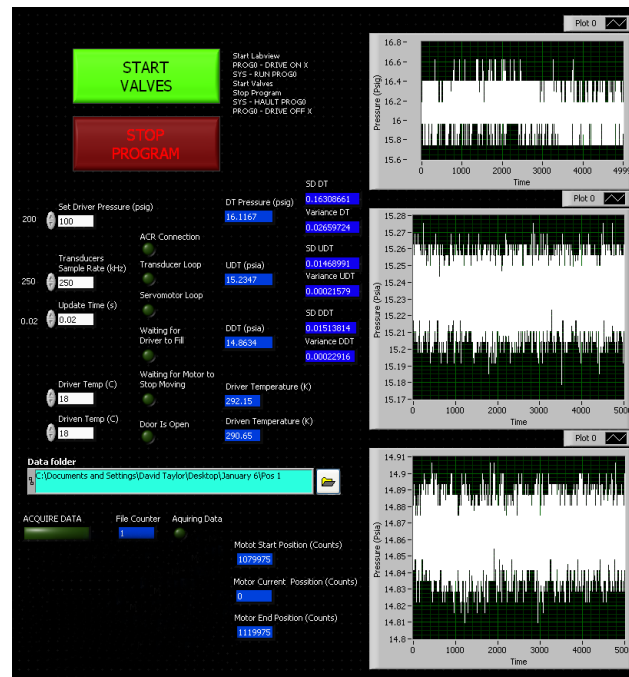 START
VALVES
STOP
PROGRAM
Start Labview
PROG0 - DRIVE ON X
SYS - RUN PROG0
Start Valves
Stop Program
SYS - HAULT PROG0
PROG0 - DRIVE OFF X
200
Set Driver Pressure (psig)
100
250
Transducers
Sample Rate (kHz)
250
0.02
Update Time (s)
0.02
Driver Temp (C)
18
Driven Temp (C)
18
ACR Connection
Transducer Loop
Servomotor Loop
Waiting for
Driver to Fill
Waiting for Motor to
Stop Moving
Door Is Open
DT Pressure (psig)
16.1167
UDT (psia)
15.2347
DDT (psia)
14.8634
Driver Temperature (K)
292.15
Driven Temperature (K)
290.65
SD DT
0.16308661
Variance DT
0.02659724
SD UDT
0.01468991
Variance UDT
0.00021579
SD DDT
0.01513814
Variance DDT
0.00022916
Data folder
C:\Documents and Settings\David Taylor\Desktop\January 6\Pos 1
ACQUIRE DATA
File Counter
1
Aquiring Data
Motot Start Position (Counts)
1079975
Motor Current Possition (Counts)
0
Motor End Position (Counts)
1119975
Plot 0
Pressure (Psig)
16.8
16.6
16.4
16.2
16
15.8
15.6
0 1000 2000 3000 4000 4999
Time
Plot 0
Pressure (Psia)
15.28
15.27
15.26
15.25
15.24
15.23
15.22
15.21
15.2
15.19
15.18
15.17
0 1000 2000 3000 4000 5000
Time
Plot 0
Pressure (Psia)
14.91
14.9
14.89
14.88
14.87
14.86
14.85
14.84
14.83
14.82
14.81
14.8
0 1000 2000 3000 4000 500
Time